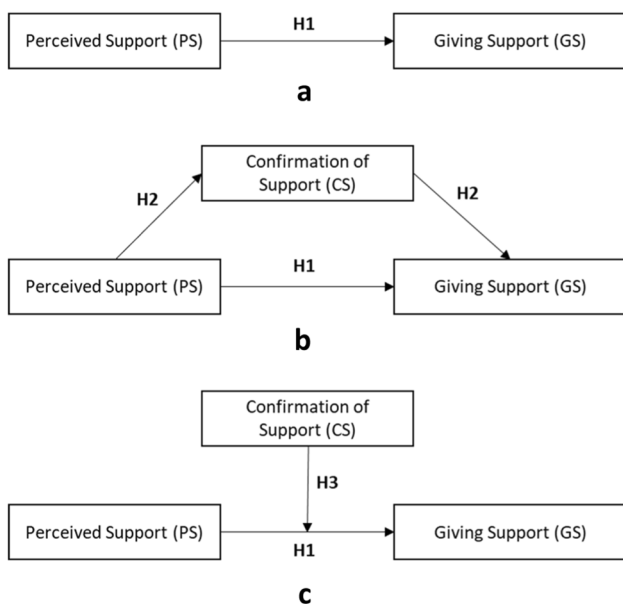 H1
Perceived Support (PS)
Giving Support (GS)
a
Confirmation of
Support (CS)
H2
H2
H1
Perceived Support (PS)
Giving Support (GS)
b
Confirmation of
Support (CS)
H3
Perceived Support (PS)
Giving Support (GS)
H1
c